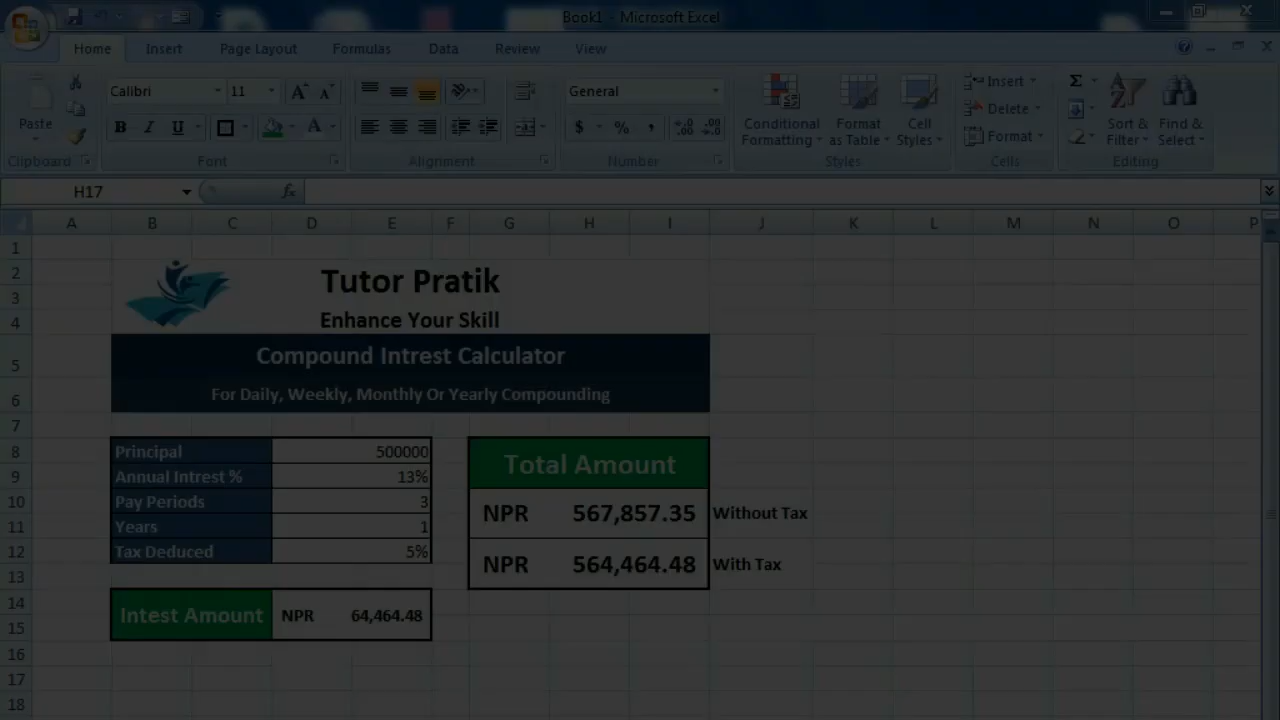 Book1 - Microsoft Excel
Home Insert Page Layout Formulas Data Review View
Calibri 11 General
Paste
B I U $ % ,
Conditional Formatting
Format as Table
Cell Styles
Insert
Delete
Format
Sort & Filter
Find & Select
Clipboard Font Alignment Number Styles Cells Editing
H17 fx
A B C D E F G H I J K L M N O P
1
2 Tutor Pratik
3
4 Enhance Your Skill
5 Compound Intrest Calculator
6 For Daily, Weekly, Monthly Or Yearly Compounding
7
8 Principal 500000 Total Amount
9 Annual Intrest % 13%
10 Pay Periods 3 NPR 567,857.35 Without Tax
11 Years 1
12 Tax Deduced 5% NPR 564,464.48 With Tax
13
14 Intest Amount NPR 64,464.48
15
16
17
18